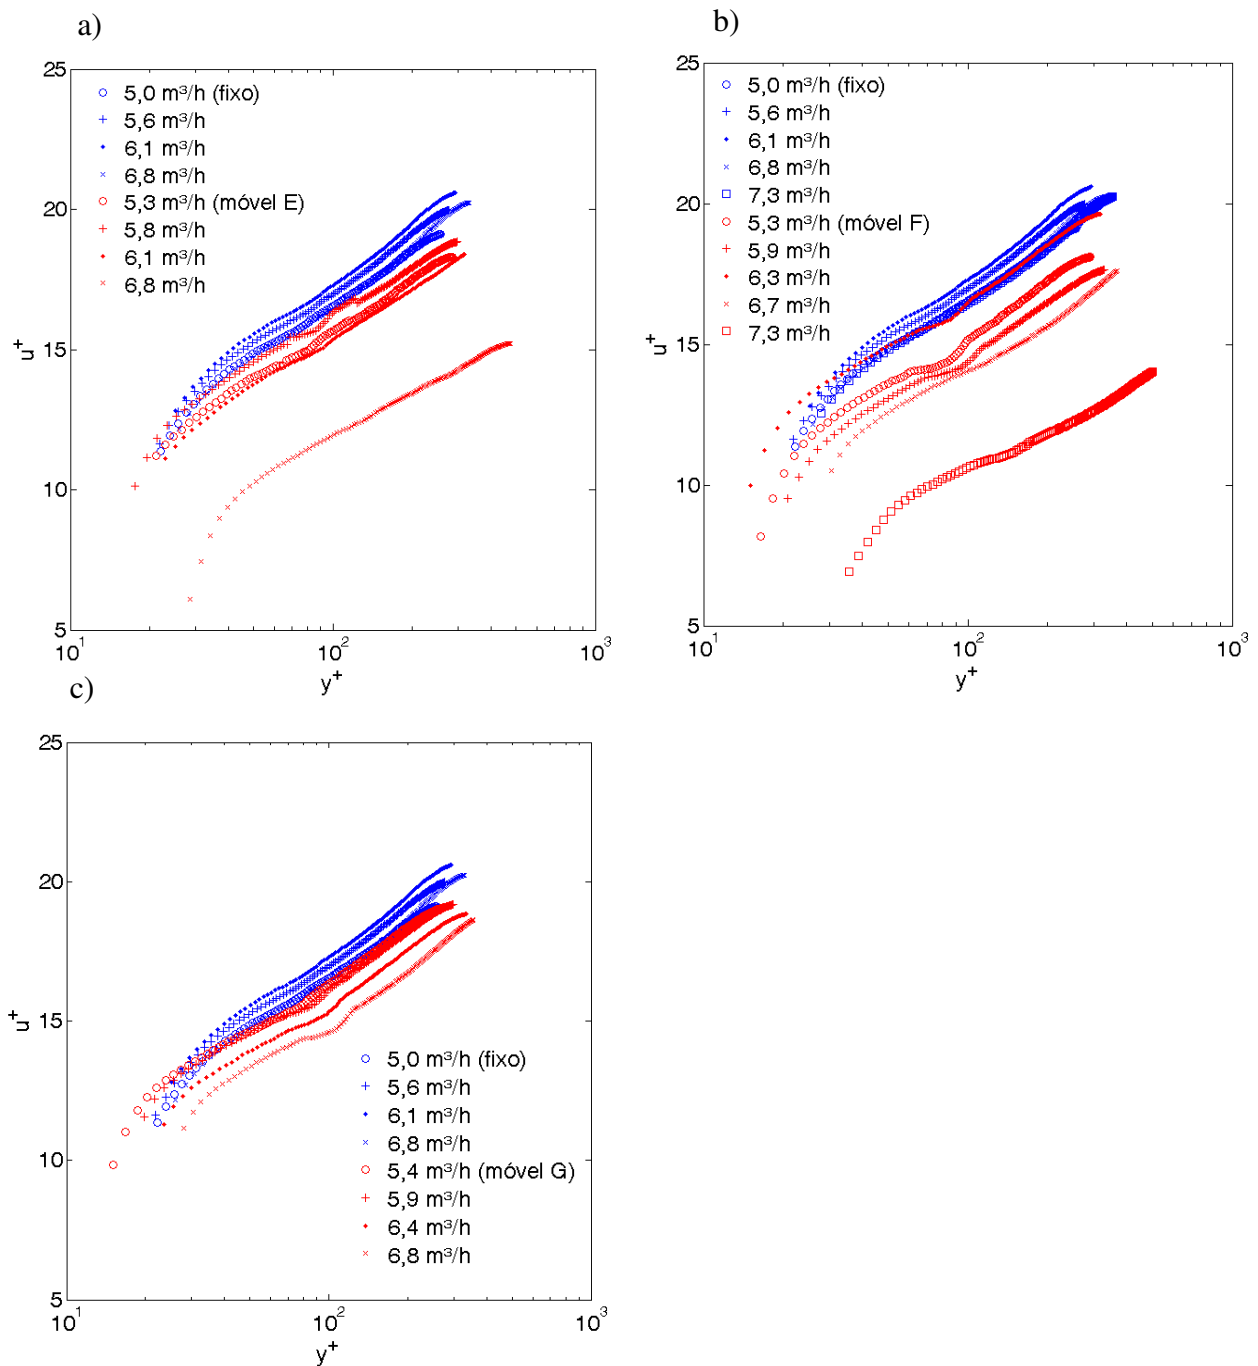 a)
25
20
15
10
5
u⁺
5,0 m³/h (fixo)
5,6 m³/h
6,1 m³/h
6,8 m³/h
5,3 m³/h (móvel E)
5,8 m³/h
6,1 m³/h
6,8 m³/h
10¹
10²
10³
y⁺
b)
25
20
15
10
5
u⁺
5,0 m³/h (fixo)
5,6 m³/h
6,1 m³/h
6,8 m³/h
7,3 m³/h
5,3 m³/h (móvel F)
5,9 m³/h
6,3 m³/h
6,7 m³/h
7,3 m³/h
10¹
10²
10³
y⁺
c)
25
20
15
10
5
u⁺
5,0 m³/h (fixo)
5,6 m³/h
6,1 m³/h
6,8 m³/h
5,4 m³/h (móvel G)
5,9 m³/h
6,4 m³/h
6,8 m³/h
10¹
10²
10³
y⁺